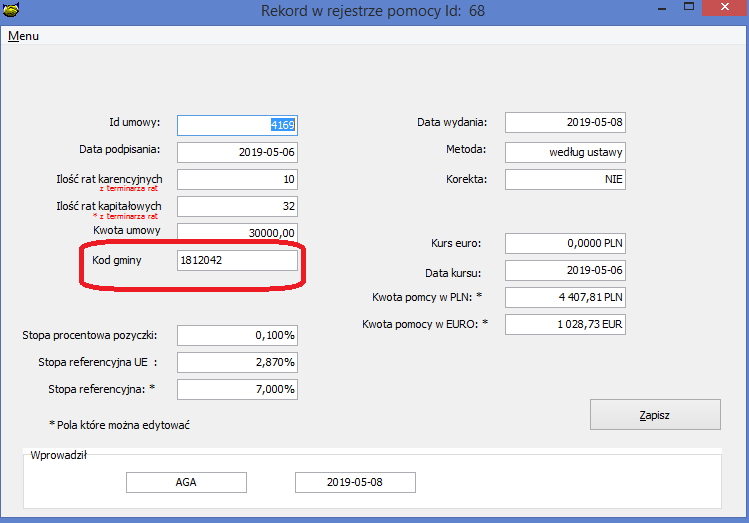 Rekord w rejestrze pomocy Id: 68
Menu
Id umowy: 4169
Data podpisania: 2019-05-06
Ilość rat karencyjnych 10
z terminarza rat
Ilość rat kapitałowych 32
* z terminarza rat
Kwota umowy 30000,00
Kod gminy 1812042
Stopa procentowa pozyczki: 0,100%
Stopa referencyjna UE : 2,870%
Stopa referencyjna: * 7,000%
* Pola które można edytować
Data wydania: 2019-05-08
Metoda: według ustawy
Korekta: NIE
Kurs euro: 0,0000 PLN
Data kursu: 2019-05-06
Kwota pomcy w PLN: * 4 407,81 PLN
Kwota pomocy w EURO: * 1 028,73 EUR
Zapisz
Wprowadził
AGA 2019-05-08